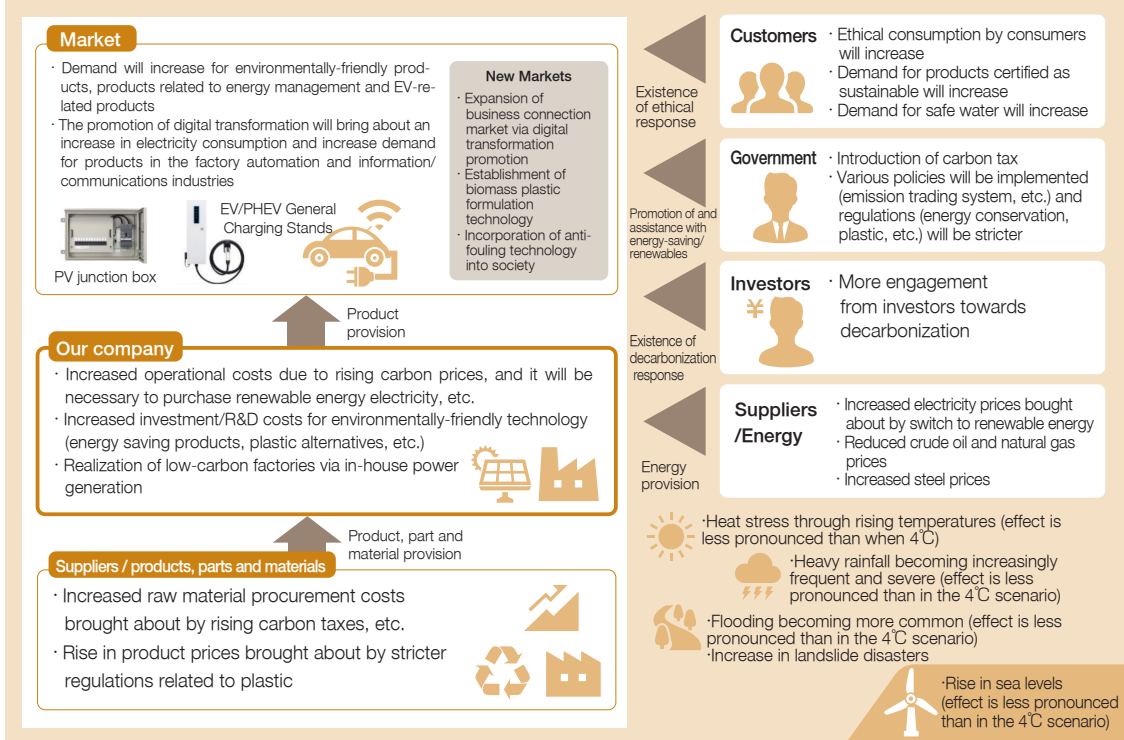 Market
· Demand will increase for environmentally-friendly prod-
ucts, products related to energy management and EV-re-
lated products
· The promotion of digital transformation will bring about an
increase in electricity consumption and increase demand
for products in the factory automation and information/
communications industries
PV junction box
EV/PHEV General
Charging Stands
New Markets
· Expansion of
business connection
market via digital
transformation
promotion
· Establishment of
biomass plastic
formulation
technology
· Incorporation of anti-
fouling technology
into society
Product
provision
Our company
· Increased operational costs due to rising carbon prices, and it will be
necessary to purchase renewable energy electricity, etc.
· Increased investment/R&D costs for environmentally-friendly technology
(energy saving products, plastic alternatives, etc.)
· Realization of low-carbon factories via in-house power
generation
Product, part and
material provision
Suppliers / products, parts and materials
· Increased raw material procurement costs
brought about by rising carbon taxes, etc.
· Rise in product prices brought about by stricter
regulations related to plastic
Existence
of ethical
response
Customers
· Ethical consumption by consumers
will increase
· Demand for products certified as
sustainable will increase
· Demand for safe water will increase
Promotion of and
assistance with
energy-saving/
renewables
Government
· Introduction of carbon tax
· Various policies will be implemented
(emission trading system, etc.) and
regulations (energy conservation,
plastic, etc.) will be stricter
Existence of
decarbonization
response
Investors
¥
· More engagement
from investors towards
decarbonization
Energy
provision
Suppliers
/Energy
· Increased electricity prices bought
about by switch to renewable energy
· Reduced crude oil and natural gas
prices
· Increased steel prices
·Heat stress through rising temperatures (effect is
less pronounced than when 4℃)
·Heavy rainfall becoming increasingly
frequent and severe (effect is less
pronounced than in the 4℃ scenario)
·Flooding becoming more common (effect is less
pronounced than in the 4℃ scenario)
·Increase in landslide disasters
·Rise in sea levels
(effect is less pronounced
than in the 4℃ scenario)